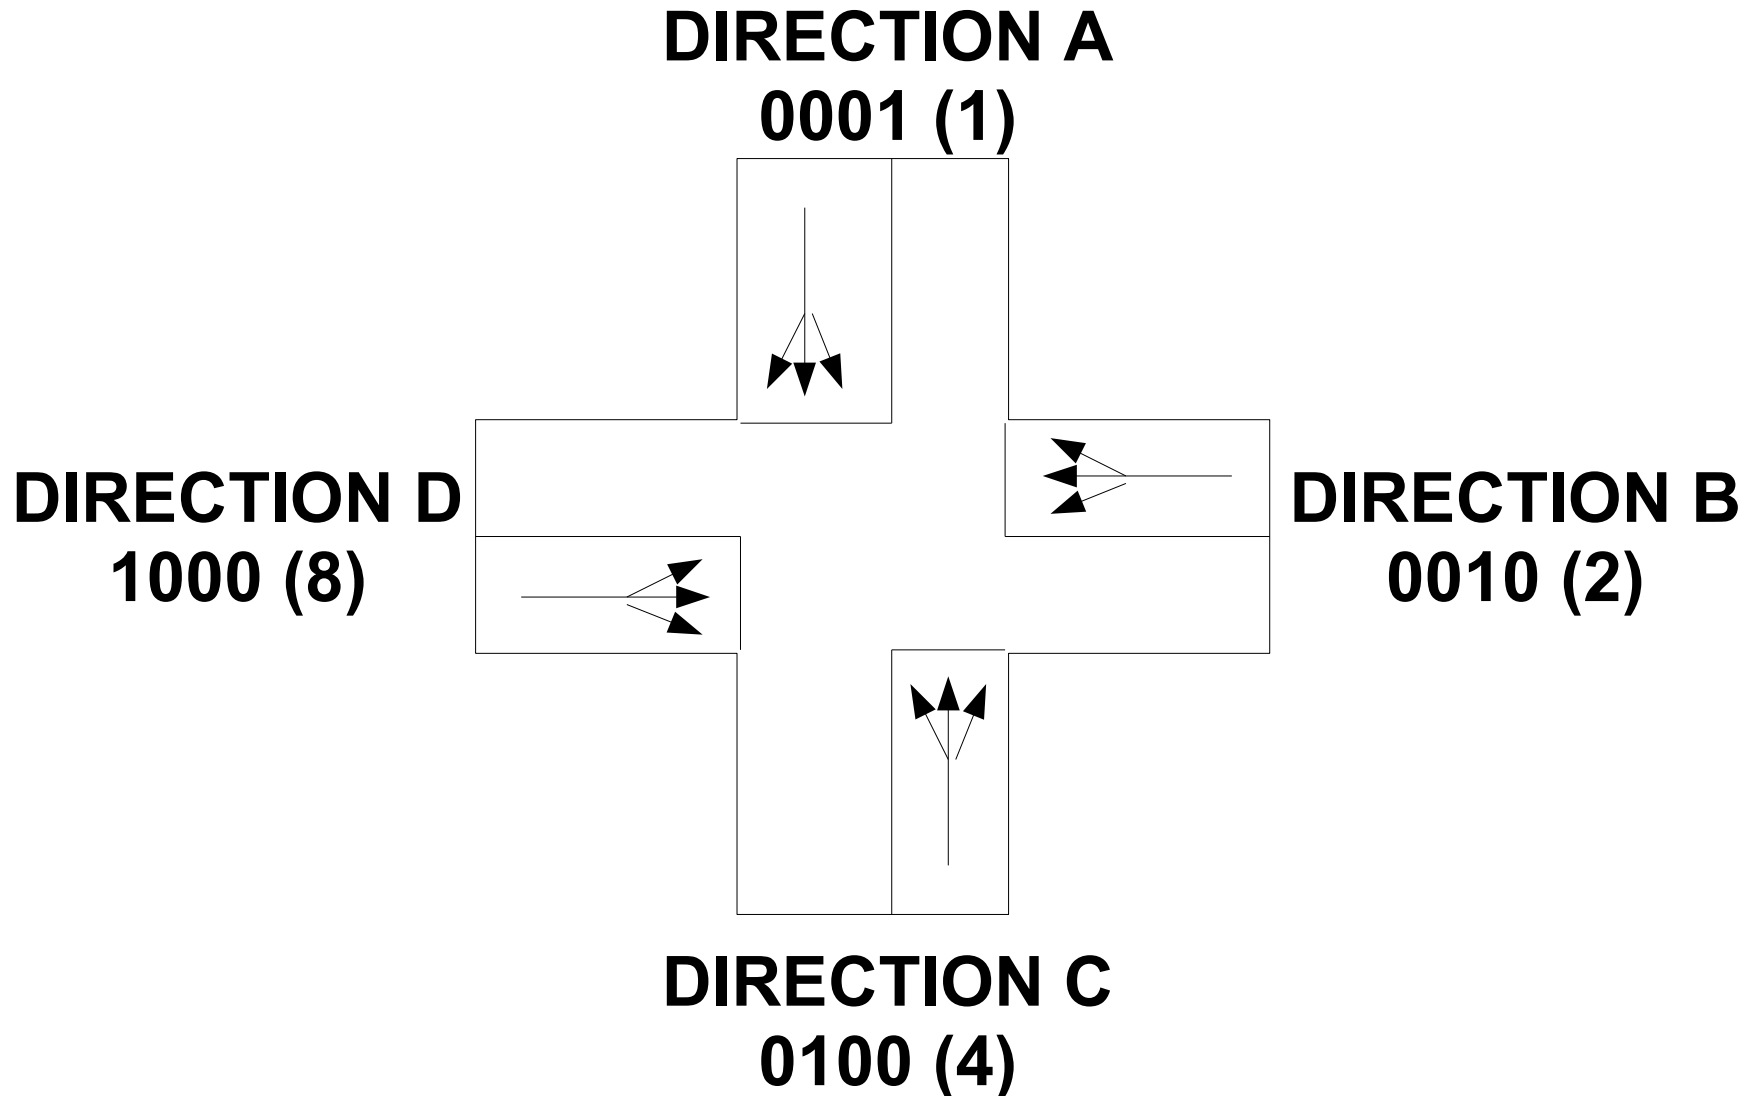 DIRECTION A
0001 (1)
DIRECTION D
1000 (8)
DIRECTION B
0010 (2)
DIRECTION C
0100 (4)